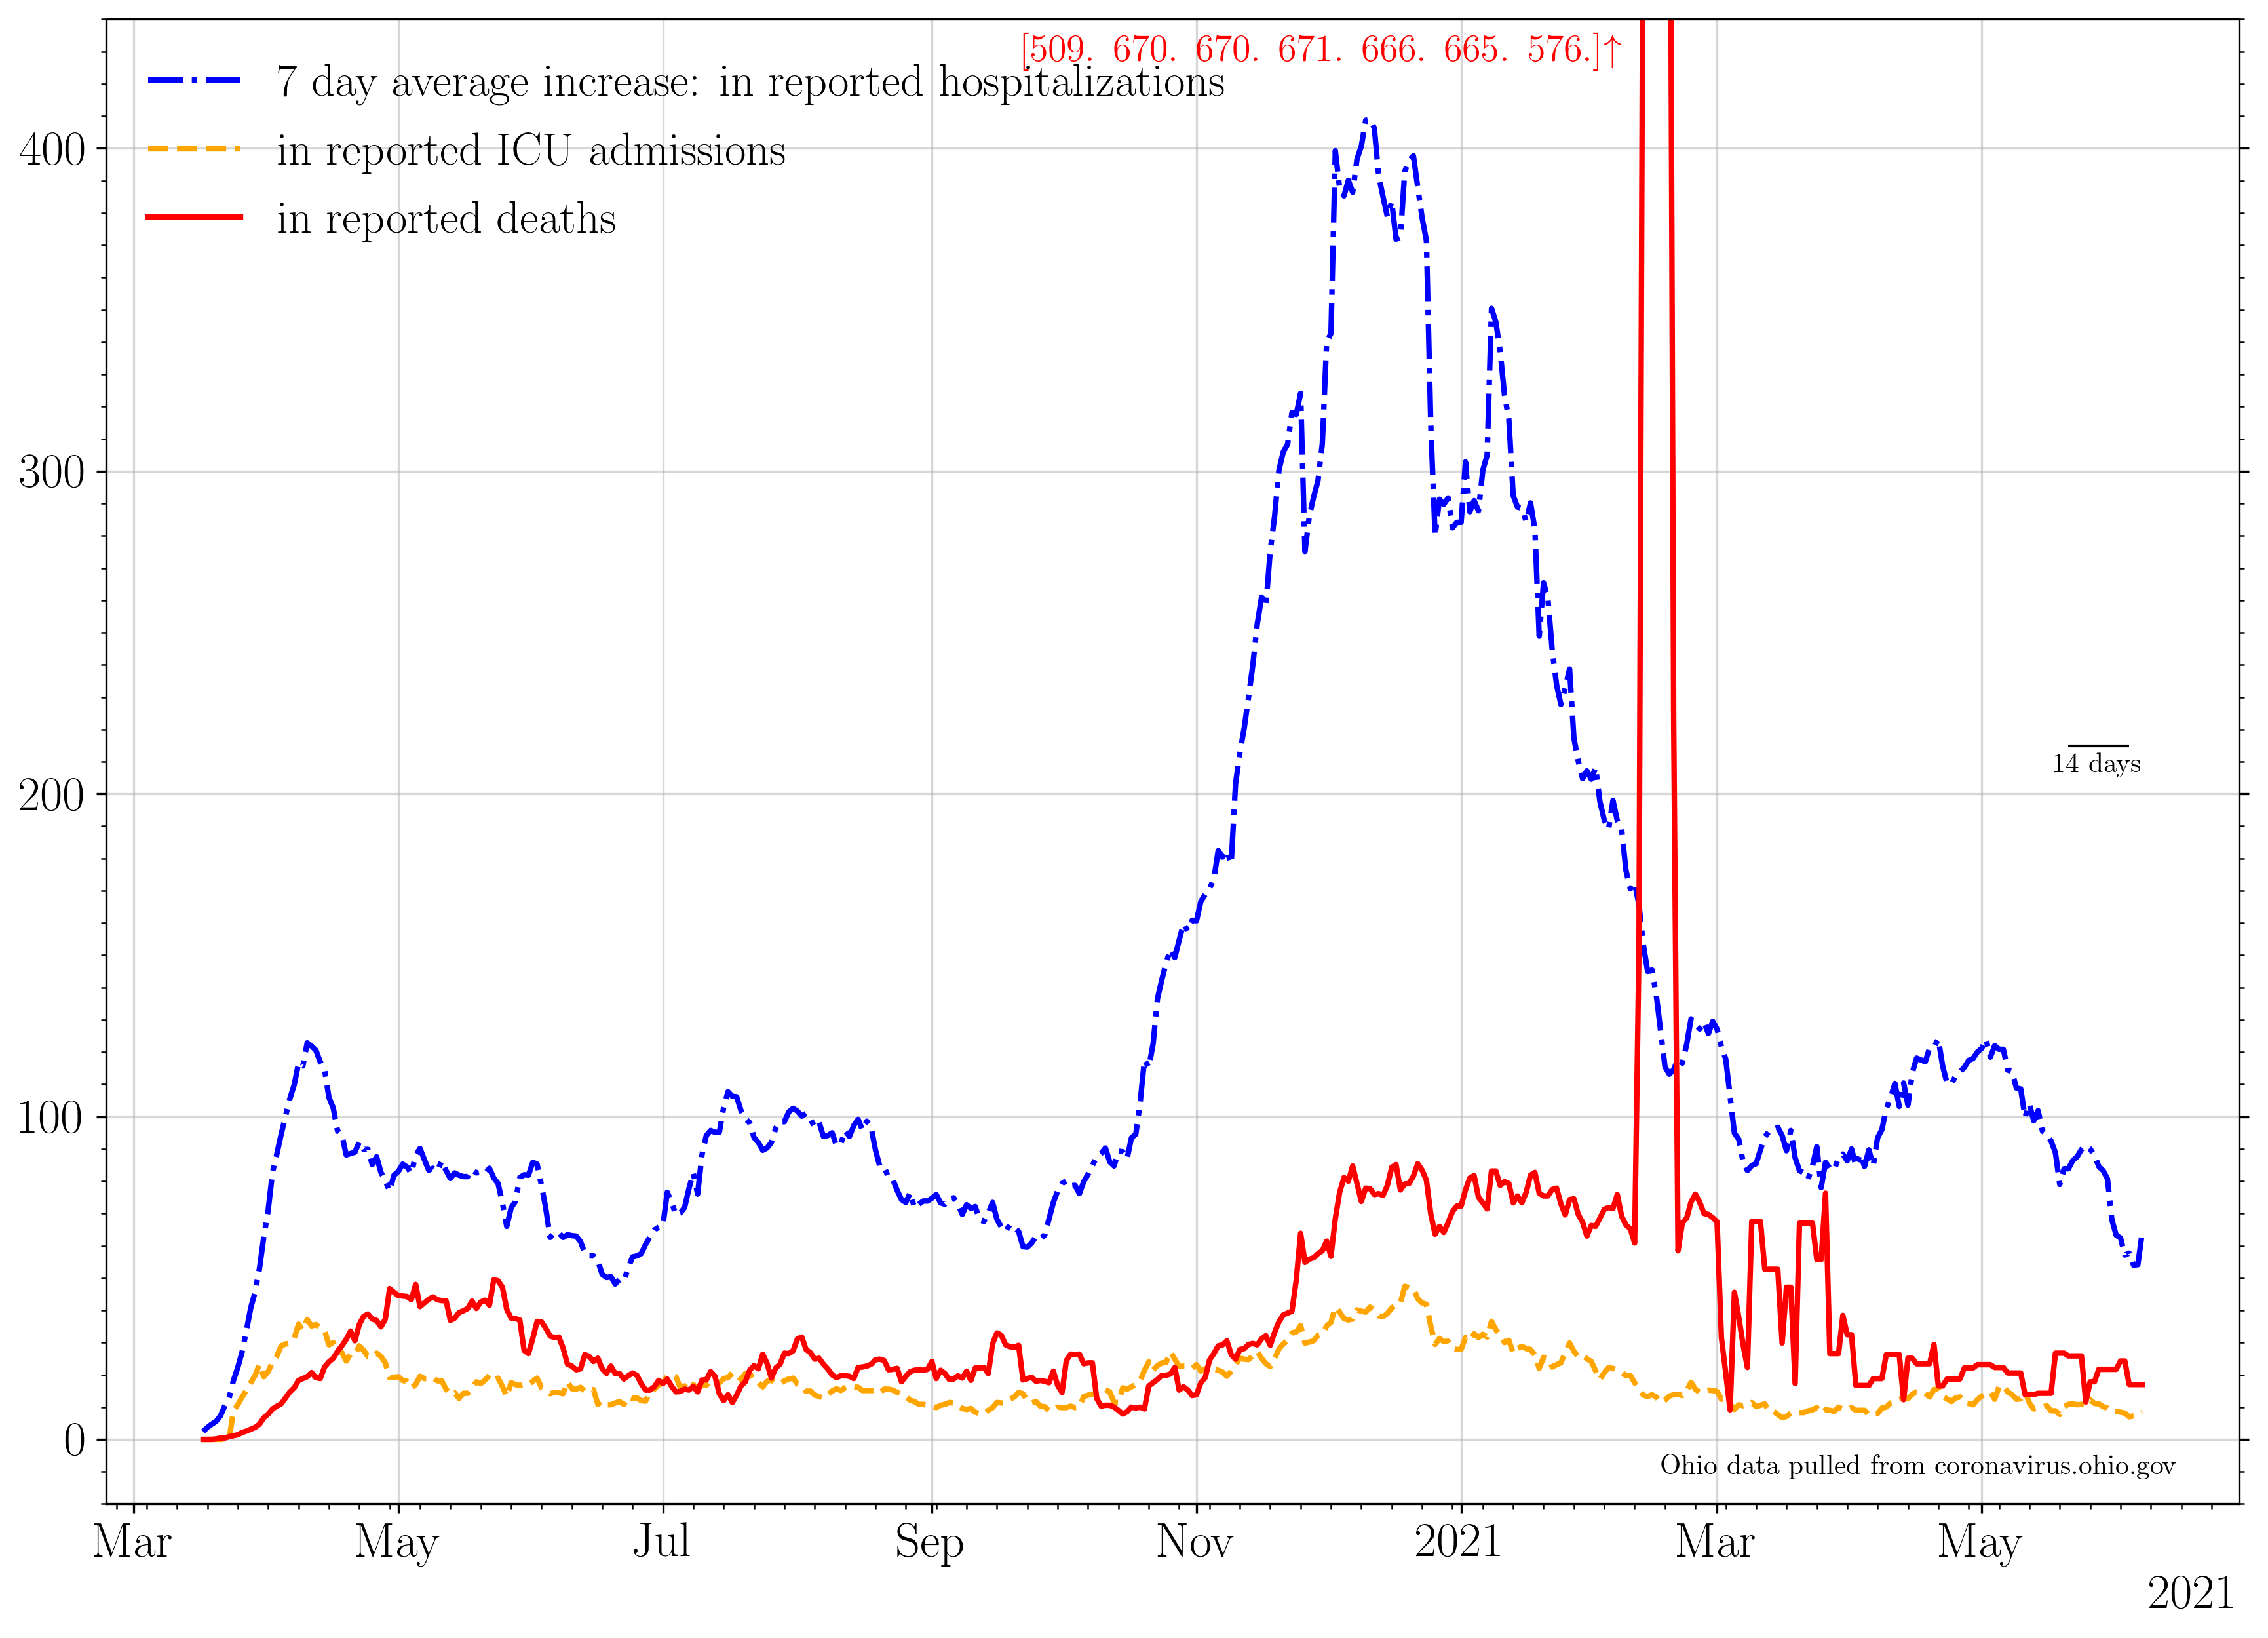 [509. 670. 670. 671. 666. 665. 576.]↑
7 day average increase: in reported hospitalizations
in reported ICU admissions
in reported deaths
400
300
200
100
0
14 days
Ohio data pulled from coronavirus.ohio.gov
Mar May Jul Sep Nov 2021 Mar May
2021